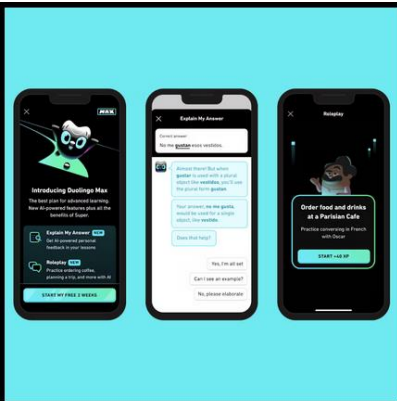 MAX
Introducing Duolingo Max
The best plan for advanced learning.
New AI-powered features plus all the
benefits of Super.
Explain My Answer NEW
Get AI-powered personal
feedback in your lessons
Roleplay NEW
Practice ordering coffee,
planning a trip, and more with AI
START MY FREE 2 WEEKS
Explain My Answer
Correct answer
No me gustan esos vestidos.
Almost there! But when
gustar is used with a plural
object like vestidos, you'll use
the plural form gustan.
Your answer, no me gusta,
would be used for a single
object, like vestido.
Does that help?
Yes, I'm all set
Can I see an example?
No, please elaborate
Roleplay
Order food and drinks
at a Parisian Cafe
Practice conversing in French
with Oscar
START +40 XP